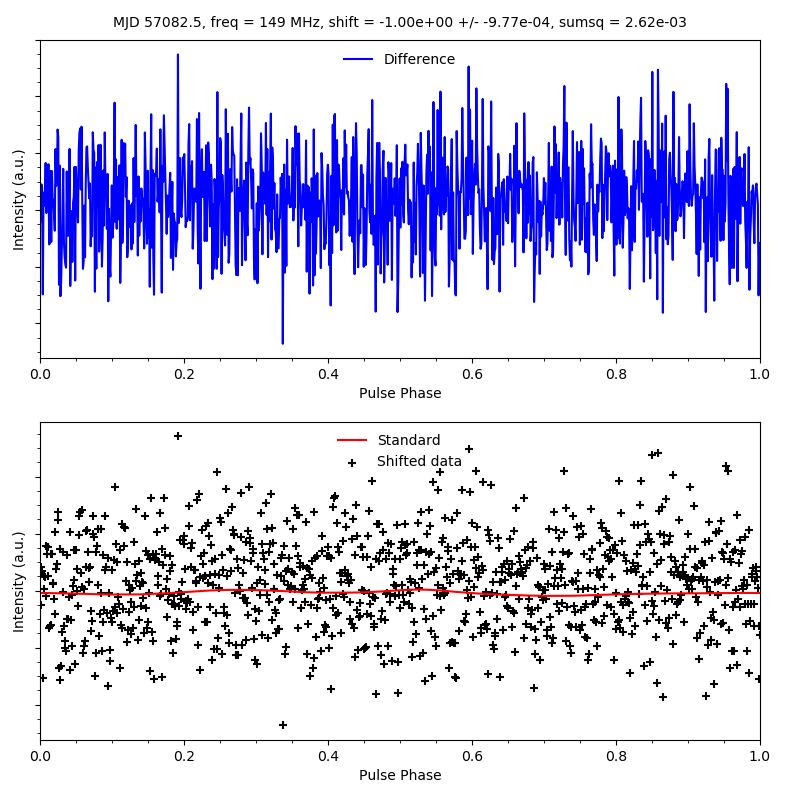 MJD 57082.5, freq = 149 MHz, shift = -1.00e+00 +/- -9.77e-04, sumsq = 2.62e-03
Difference
Intensity (a.u.)
0.0 0.2 0.4 0.6 0.8 1.0
Pulse Phase
Standard
Shifted data
Intensity (a.u.)
0.0 0.2 0.4 0.6 0.8 1.0
Pulse Phase